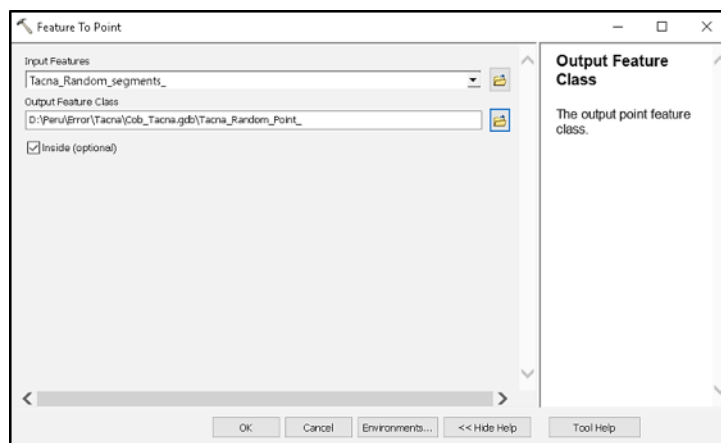 Feature To Point
Input Features
Tacna_Random_segments_
Output Feature Class
D:\Peru\Error\Tacna\Cob_Tacna.gdb\Tacna_Random_Point_
Inside (optional)
Output Feature
Class
The output point feature
class.
OK
Cancel
Environments...
<< Hide Help
Tool Help